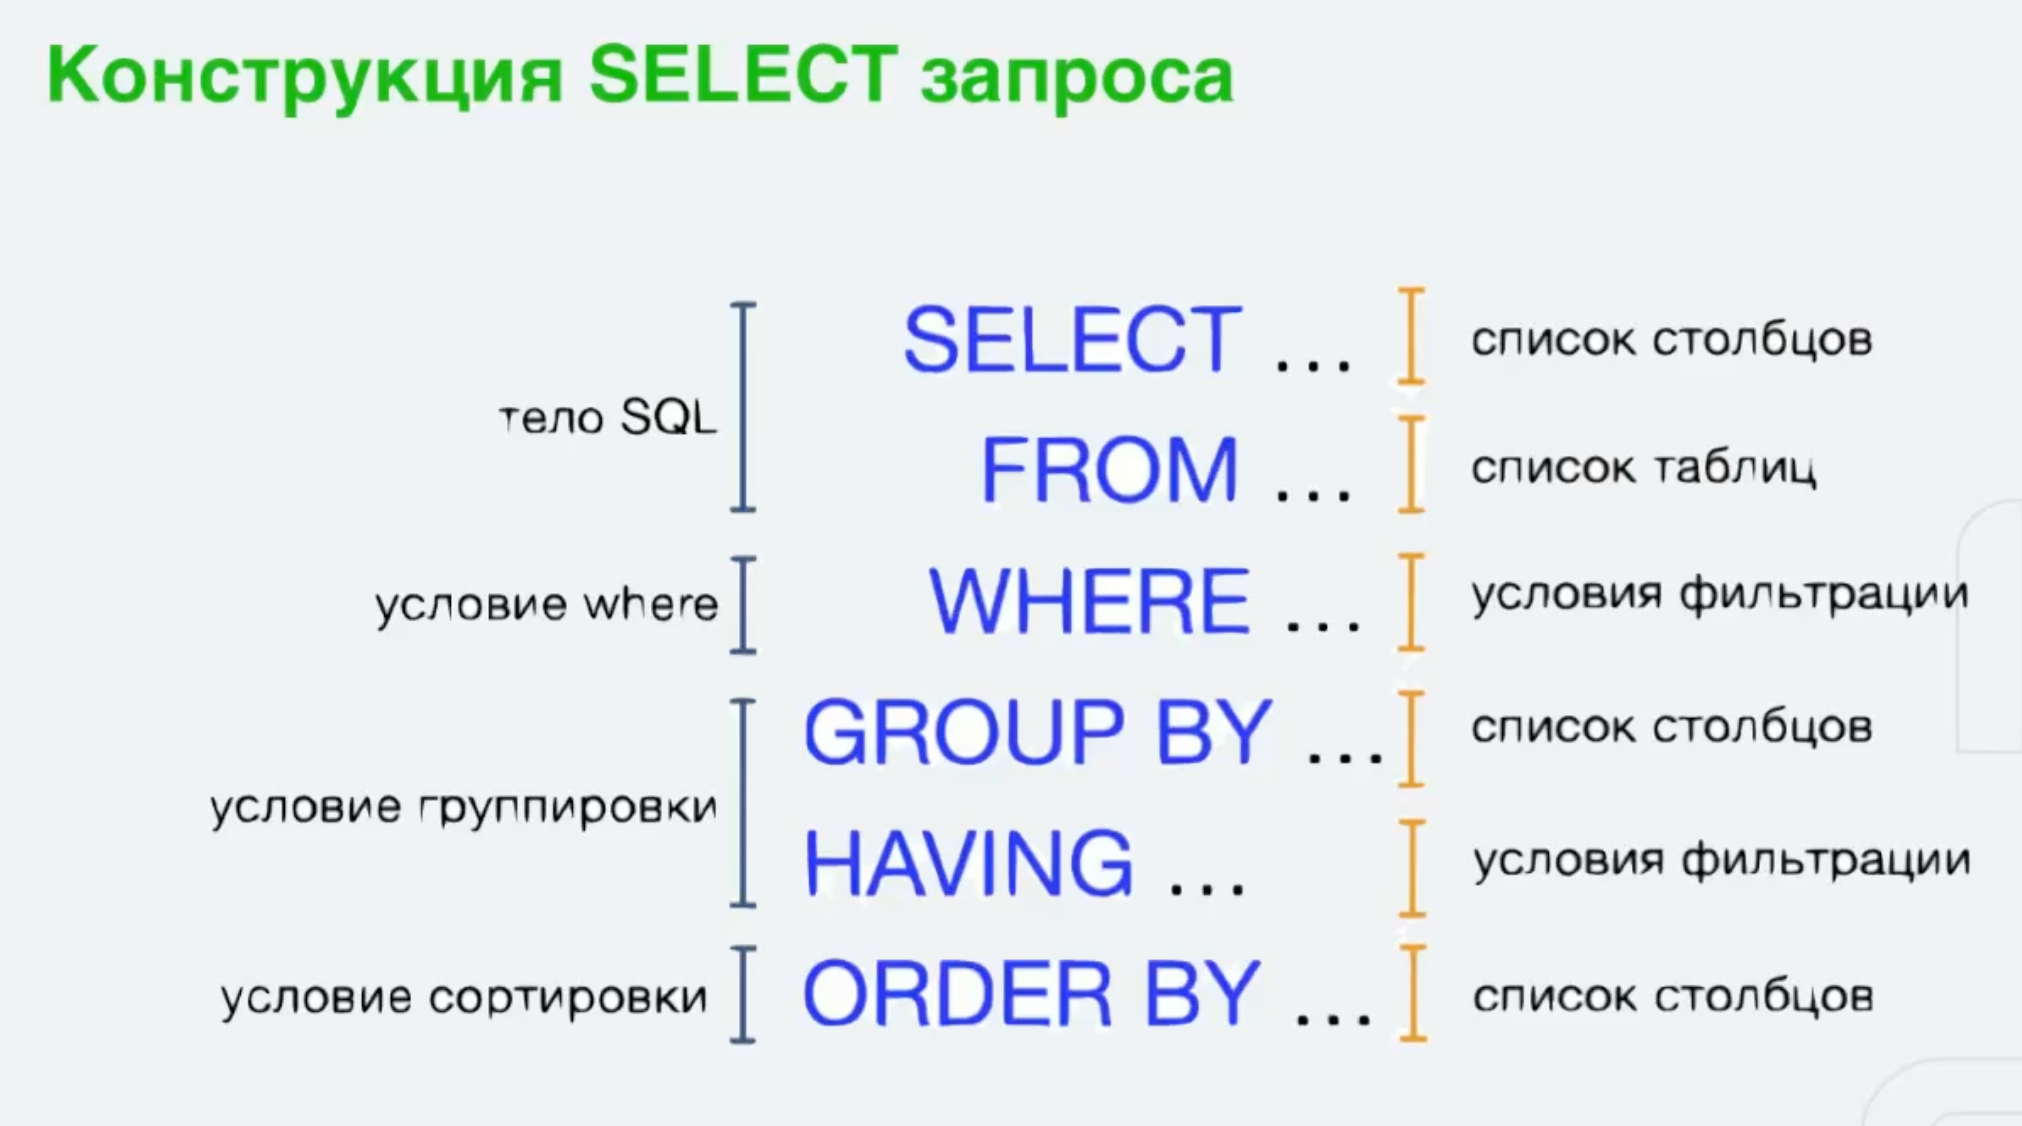 Конструкция SELECT запроса
SELECT ... список столбцов
тело SQL
FROM ... список таблиц
условие where WHERE ... условия фильтрации
GROUP BY ... список столбцов
условие группировки
HAVING ... условия фильтрации
условие сортировки ORDER BY ... список столбцов